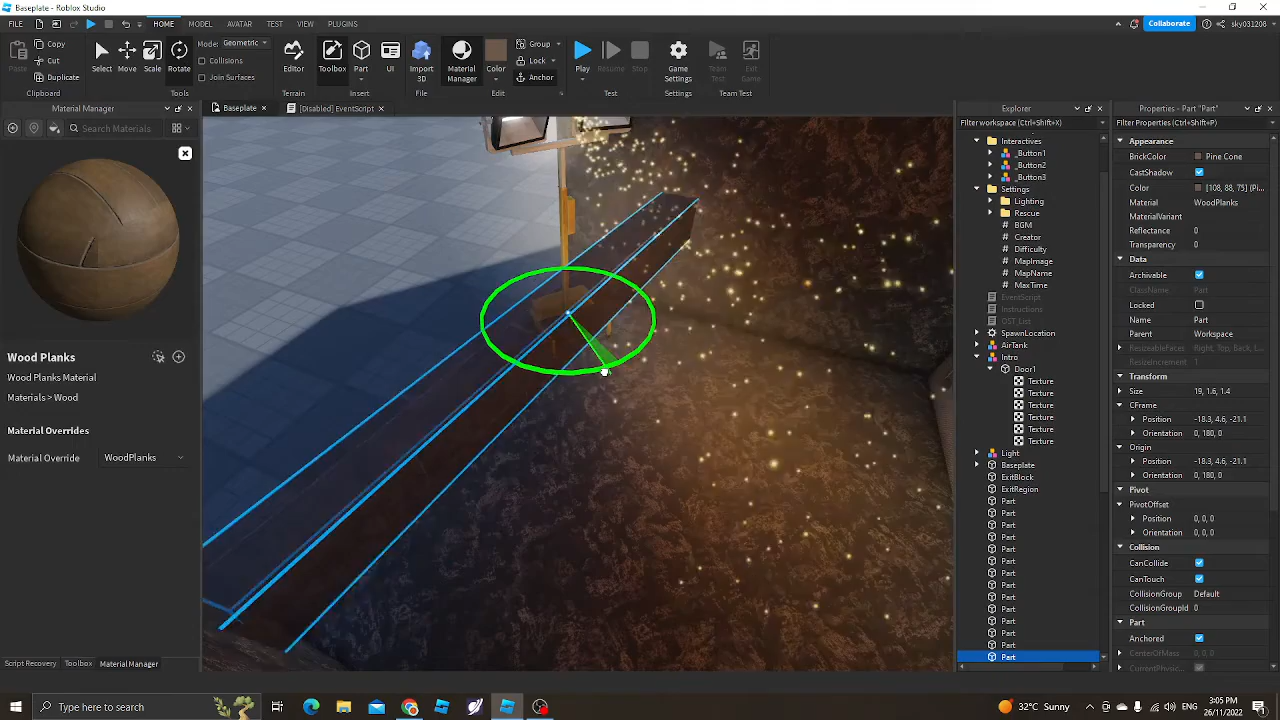 Baseplate - Roblox Studio
FILE HOME MODEL AVATAR TEST VIEW PLUGINS Collaborate sky031208
Paste Copy Cut Duplicate Clipboard
Select Move Scale Rotate Mode: Geometric Collisions Join Surfaces Tools
Editor Terrain
Toolbox Part UI Insert
Import 3D File
Material Manager Color Group Lock Anchor Edit
Play Resume Stop Test
Game Settings Settings
Team Test Exit Game Team Test
Material Manager
Search Materials
Wood Planks
Wood Planks Material
Materials > Wood
Material Overrides
Material Override WoodPlanks
Script Recovery Toolbox Material Manager
Baseplate × [Disabled] EventScript ×
Explorer
Filter workspace (Ctrl+Shift+X)
Interactives
_Button1
_Button2
_Button3
Settings
Lighting
Rescue
BGM
Creator
Difficulty
MapImage
MapName
MaxTime
EventScript
Instructions
OST_List
SpawnLocation
AirTank
Intro
Door1
Texture
Texture
Texture
Texture
Texture
Texture
Light
Baseplate
ExitBlock
ExitRegion
Part
Part
Part
Part
Part
Part
Part
Part
Part
Part
Part
Part
Part
Part
Properties - Part "Part"
Filter Properties (Ctrl+Shift+P)
Appearance
BrickColor Pine Cone
CastShadow
Color [108, 88, 75] (Pi...
Material WoodPlanks
MaterialVariant
Reflectance 0
Transparency 0
Data
Archivable
ClassName Part
Locked
Name Part
Parent Workspace
ResizeableFaces Right, Top, Back, L...
ResizeIncrement 1
Transform
Size 19, 1.6, 1.4
CFrame
Position -18.3, 4.6, -21.1
Orientation 0, 180, 0
Origin
Position -18.3, 4.6, -21.1
Orientation 0, 180, 0
Pivot
PivotOffset
Position 0, 0, 0
Orientation 0, 0, 0
Collision
CanCollide
CanTouch
CollisionGroup Default
CollisionGroupId 0
Part
Anchored
CenterOfMass 0, 0, 0
CurrentPhysic...
Type here to search
32°C Sunny
3:05 PM
26/11/2022